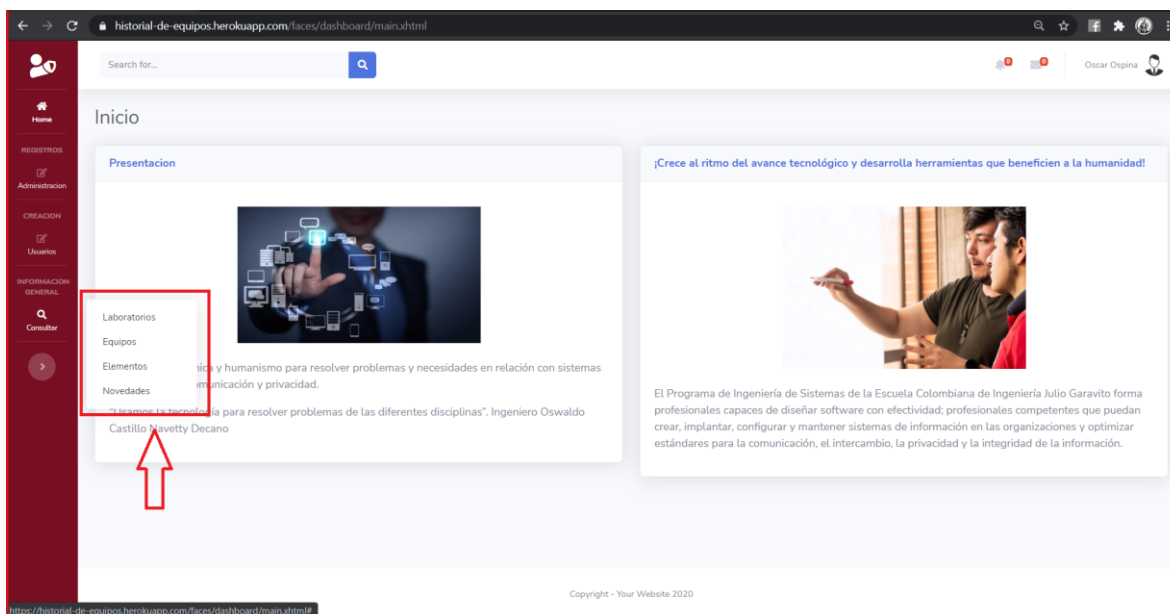 historial-de-equipos.herokuapp.com/faces/dashboard/main.xhtml
Search for...
0
0
Oscar Ospina
Home
REGISTROS
Administracion
CREACION
Usuarios
INFORMACION
GENERAL
Consultar
Inicio
Presentacion
y humanismo para resolver problemas y necesidades en relación con sistemas
y privacidad.
"Usamos la tecnología para resolver problemas de las diferentes disciplinas". Ingeniero Oswaldo
Castillo Navetty Decano
Laboratorios
Equipos
Elementos
Novedades
¡Crece al ritmo del avance tecnológico y desarrolla herramientas que beneficien a la humanidad!
El Programa de Ingeniería de Sistemas de la Escuela Colombiana de Ingeniería Julio Garavito forma
profesionales capaces de diseñar software con efectividad; profesionales competentes que puedan
crear, implantar, configurar y mantener sistemas de información en las organizaciones y optimizar
estándares para la comunicación, el intercambio, la privacidad y la integridad de la información.
Copyright - Your Website 2020
https://historial-de-equipos.herokuapp.com/faces/dashboard/main.xhtml#